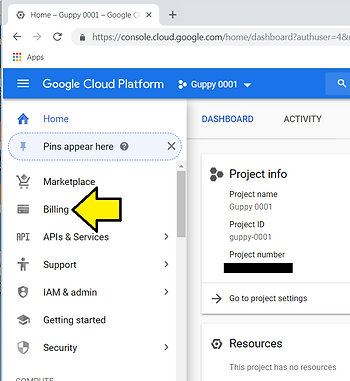 Home – Guppy 0001 – Google Cl
https://console.cloud.google.com/home/dashboard?authuser=4&
Apps
Google Cloud Platform
Guppy 0001
Home
Pins appear here
Marketplace
Billing
APIs & Services
Support
IAM & admin
Getting started
Security
COMPUTE
DASHBOARD
ACTIVITY
Project info
Project name
Guppy 0001
Project ID
guppy-0001
Project number
Go to project settings
Resources
This project has no resources